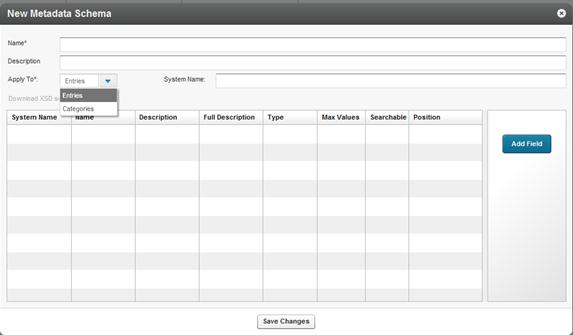 New Metadata Schema
Name*
Description
Apply To*: Entries System Name:
Entries
Download XSD
Categories
System Name Name Description Full Description Type Max Values Searchable Position
Add Field
Save Changes